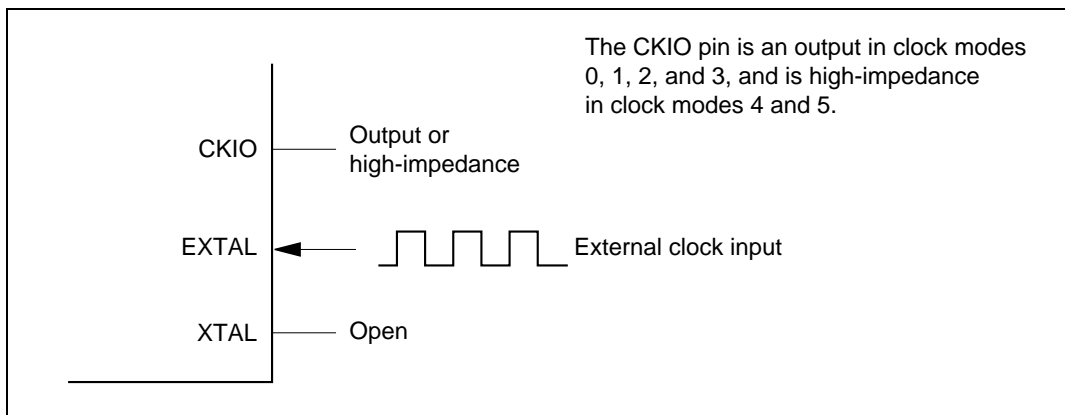 The CKIO pin is an output in clock modes
0, 1, 2, and 3, and is high-impedance
in clock modes 4 and 5.
CKIO
Output or
high-impedance
EXTAL
External clock input
XTAL
Open